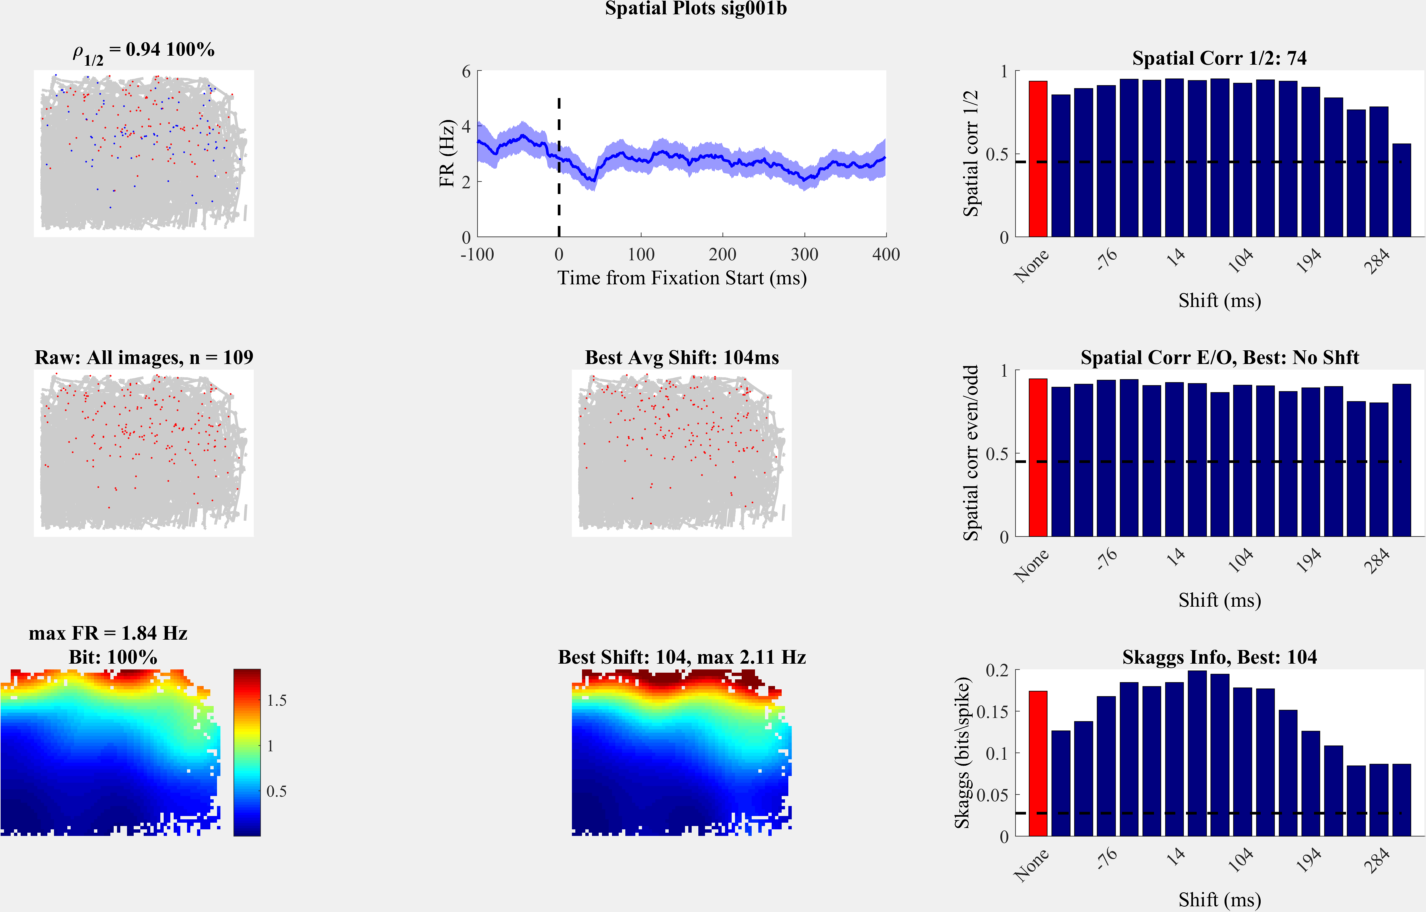 Spatial Plots sig001b
ρ1/2 = 0.94 100%
6
4
2
0
FR (Hz)
-100
0
100
200
300
400
Time from Fixation Start (ms)
Spatial Corr 1/2: 74
1
0.5
0
Spatial corr 1/2
None
-76
14
104
194
284
Shift (ms)
Raw: All images, n = 109
Best Avg Shift: 104ms
Spatial Corr E/O, Best: No Shft
1
0.5
0
Spatial corr even/odd
None
-76
14
104
194
284
Shift (ms)
max FR = 1.84 Hz
Bit: 100%
1.5
1
0.5
Best Shift: 104, max 2.11 Hz
Skaggs Info, Best: 104
0.2
0.15
0.1
0.05
0
Skaggs (bits\spike)
None
-76
14
104
194
284
Shift (ms)